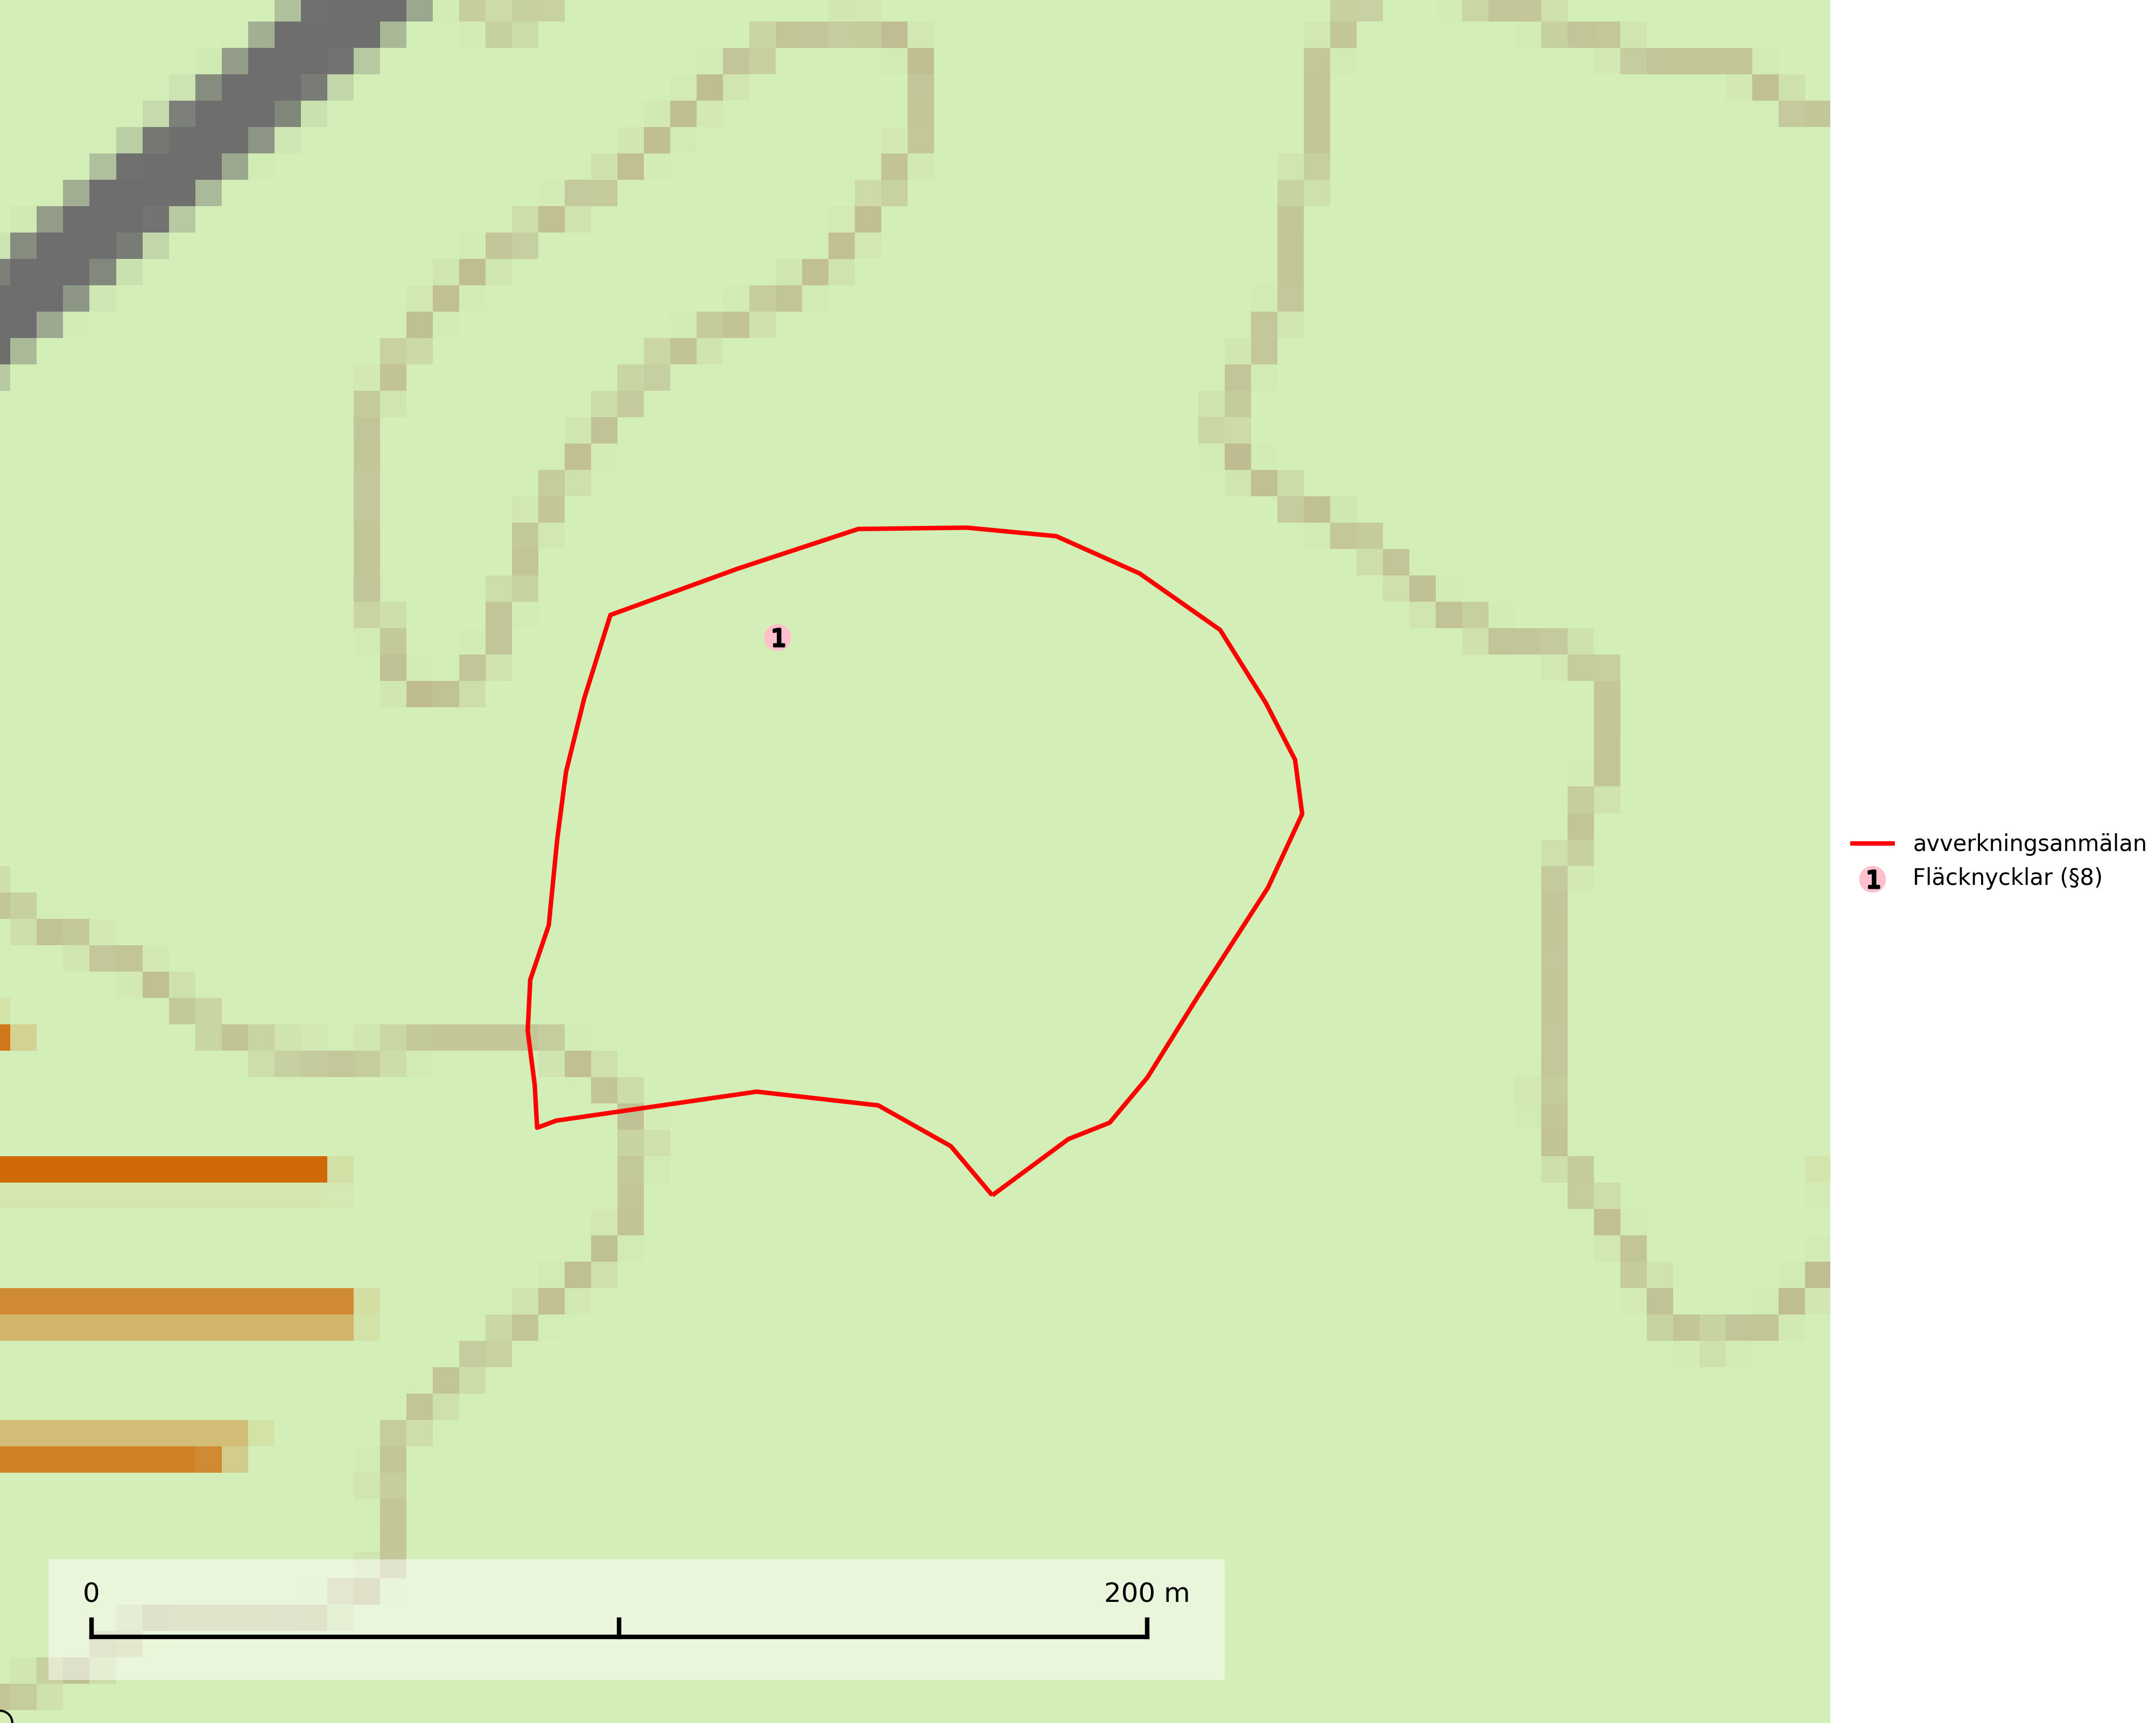 1
avverkningsanmälan
1 Fläcknycklar (§8)
0 200 m